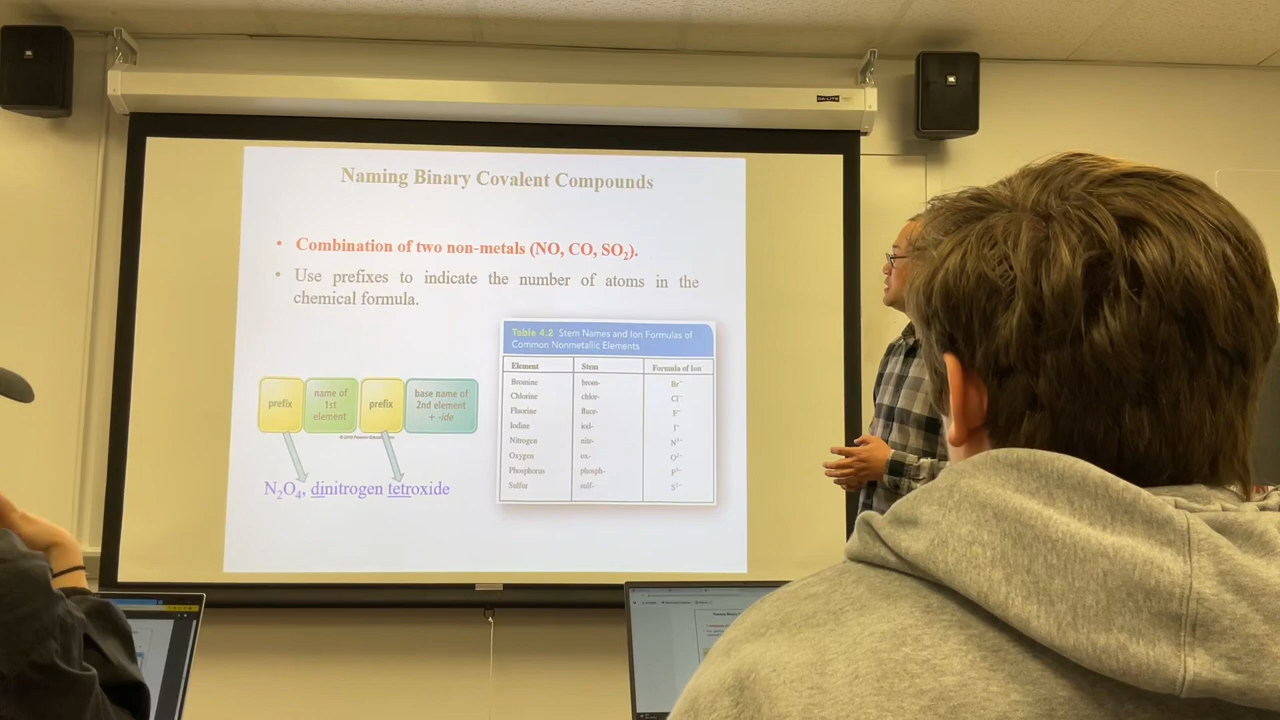 DA-LITE
Naming Binary Covalent Compounds
• Combination of two non-metals (NO, CO, SO₂).
• Use prefixes to indicate the number of atoms in the
chemical formula.
Table 4.2 Stem Names and Ion Formulas of
Common Nonmetallic Elements
Element Stem Formula of Ion
Bromine brom- Br⁻
Chlorine chlor- Cl⁻
Fluorine fluor- F⁻
Iodine iod- I⁻
Nitrogen nitr- N³⁻
Oxygen ox- O²⁻
Phosphorus phosph- P³⁻
Sulfur sulf- S²⁻
prefix
name of
1st
element
prefix
base name of
2nd element
+ -ide
N₂O₄, dinitrogen tetroxide